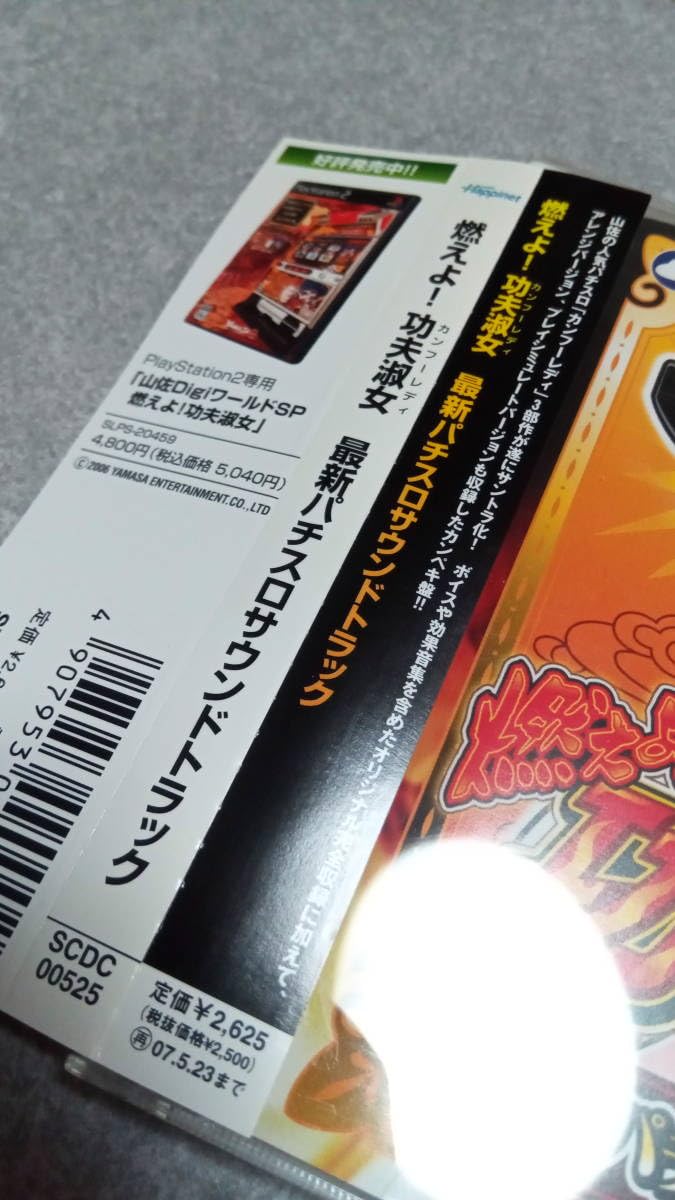 好評発売中!!
PlayStation 2
PlayStation2専用
「山佐DigiワールドSP
燃えよ!功夫淑女」
SLPS-20459
4,800円(税込価格 5,040円)
©2006 YAMASA ENTERTAINMENT.CO.,LTD
定価 ¥2,6
4 907953 0
燃えよ!功夫淑女 最新パチスロサウンドトラック
カンフーレディ
SCDC
00525
Happinet
燃えよ!功夫淑女 最新パチスロサウンドトラック
カンフーレディ
山佐の人気パチスロ「カンフーレディ」3部作が遂にサントラ化! ボイスや効果音集を含めたオリジナル完全収録に加えて、
アレンジバージョン、プレイシミュレートバージョンも収録したカンペキ盤!!
定価¥2,625
(税抜価格¥2,500)
再07.5.23まで
燃えよ